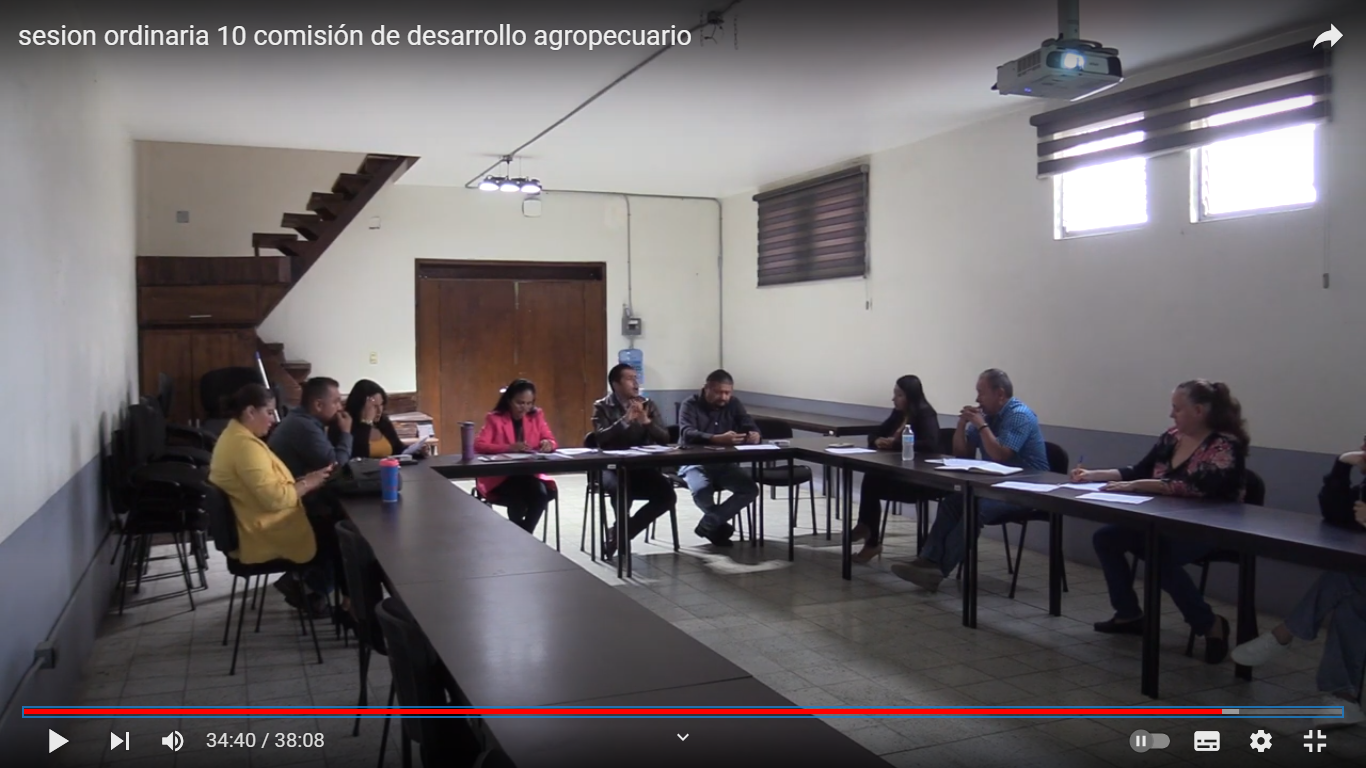 sesion ordinaria 10 comisión de desarrollo agropecuario
34:40 / 38:08